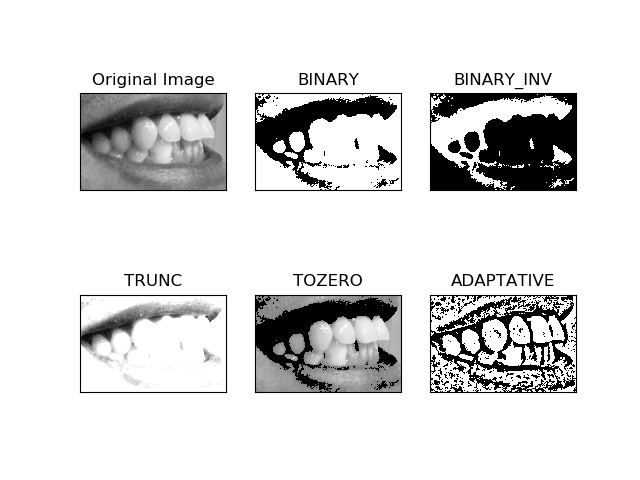 Original Image
BINARY
BINARY_INV
TRUNC
TOZERO
ADAPTATIVE